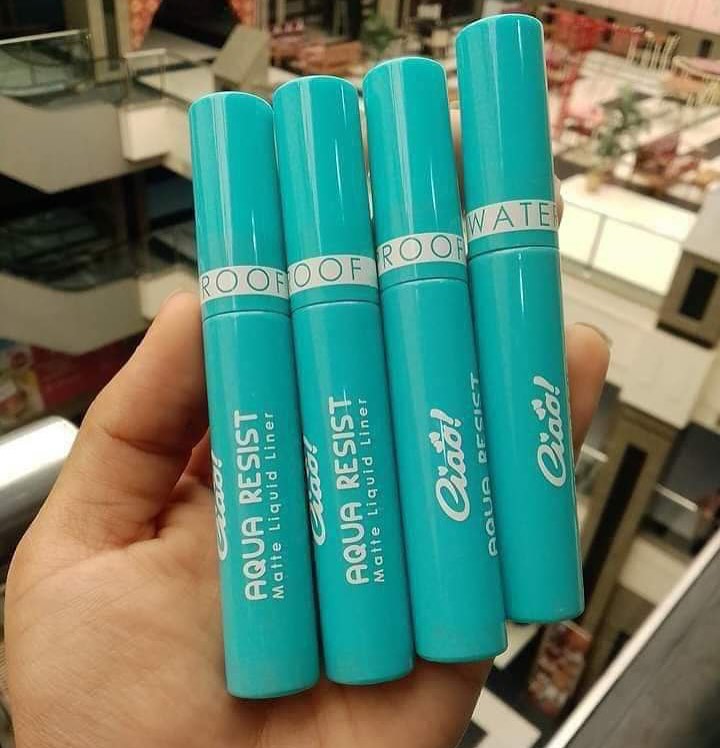 ROOF
OOF
ROOF
WATER
Ciao!
AQUA RESIST
Matte Liquid Liner
Ciao!
AQUA RESIST
Matte Liquid Liner
Ciao!
AQUA RESIST
Ciao!